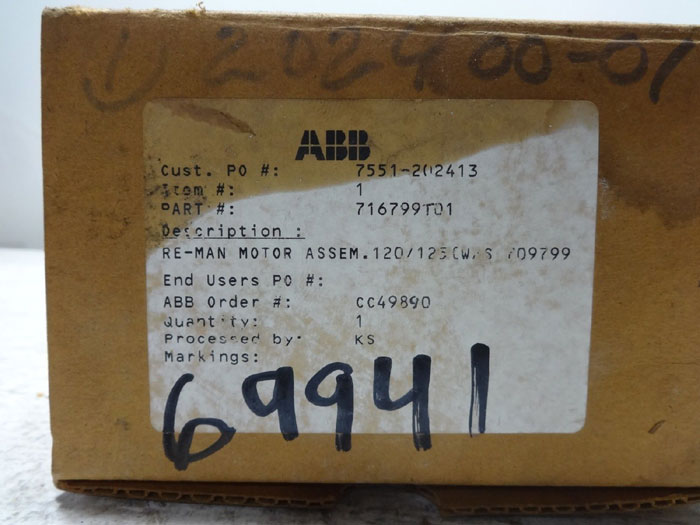 202400-01
ABB
Cust. PO #: 7551-202413
Item #: 1
PART #: 716799T01
Description :
RE-MAN MOTOR ASSEM.120/125
End Users PO #:
ABB Order #: CC49890
Quantity: 1
Processed by: KS
Markings:
69941